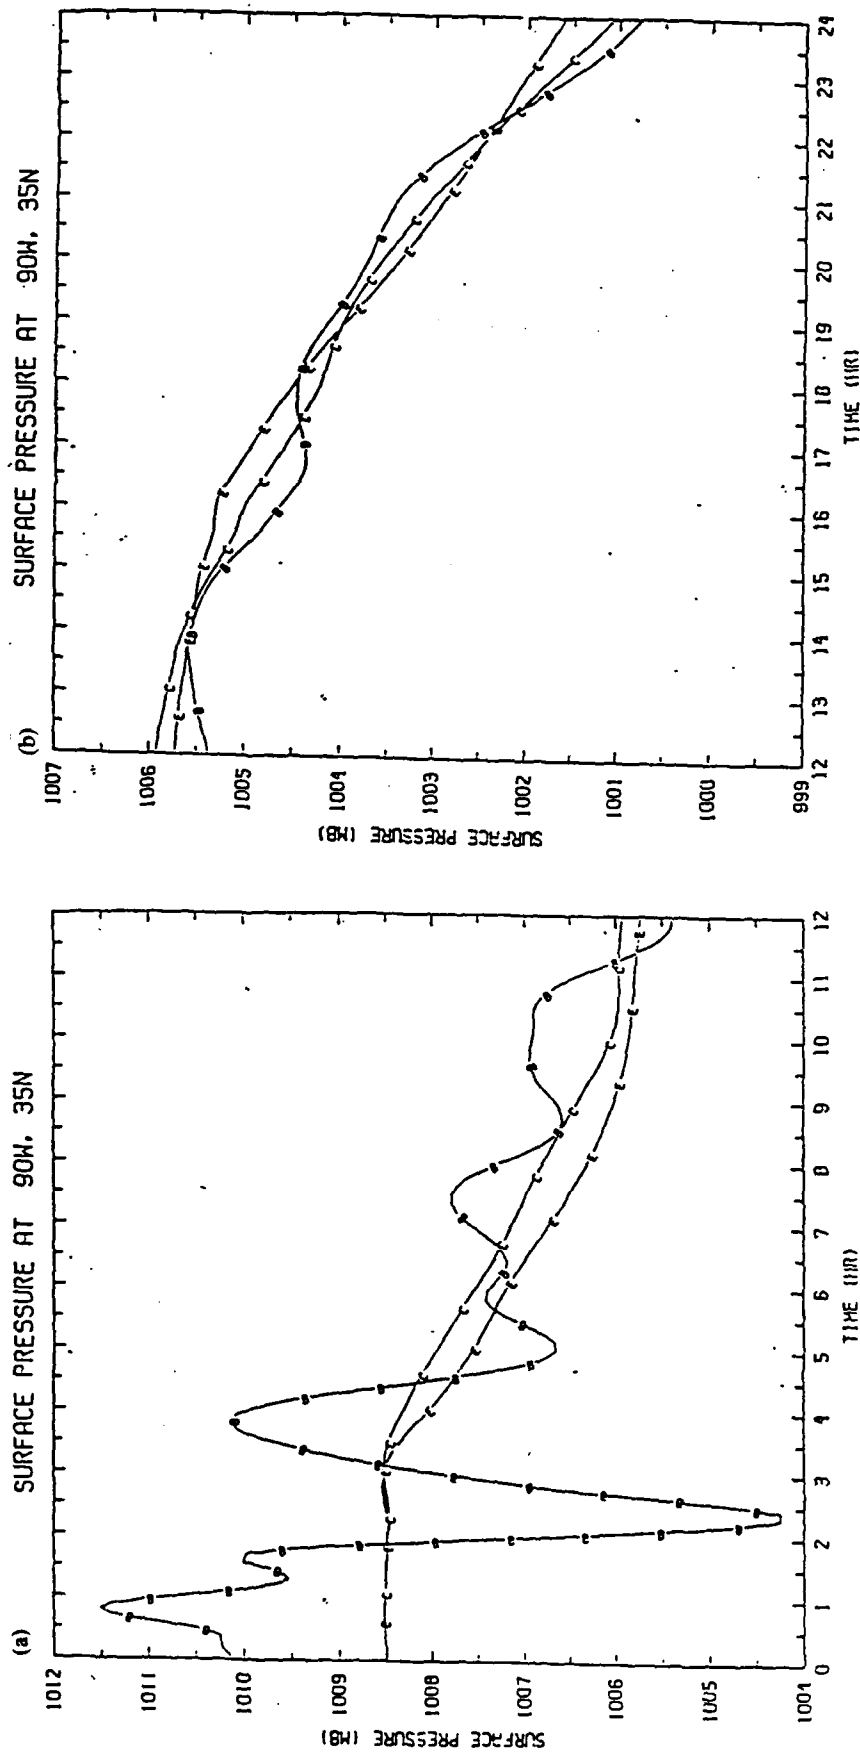 (a) SURFACE PRESSURE AT 90W, 35N
1012
1011
1010
1009
1008
1007
1006
1005
1004
SURFACE PRESSURE (MB)
0 1 2 3 4 5 6 7 8 9 10 11 12
TIME (HR)
(b) SURFACE PRESSURE AT 90W, 35N
1007
1006
1005
1004
1003
1002
1001
1000
999
SURFACE PRESSURE (MB)
12 13 14 15 16 17 18 19 20 21 22 23 24
TIME (HR)